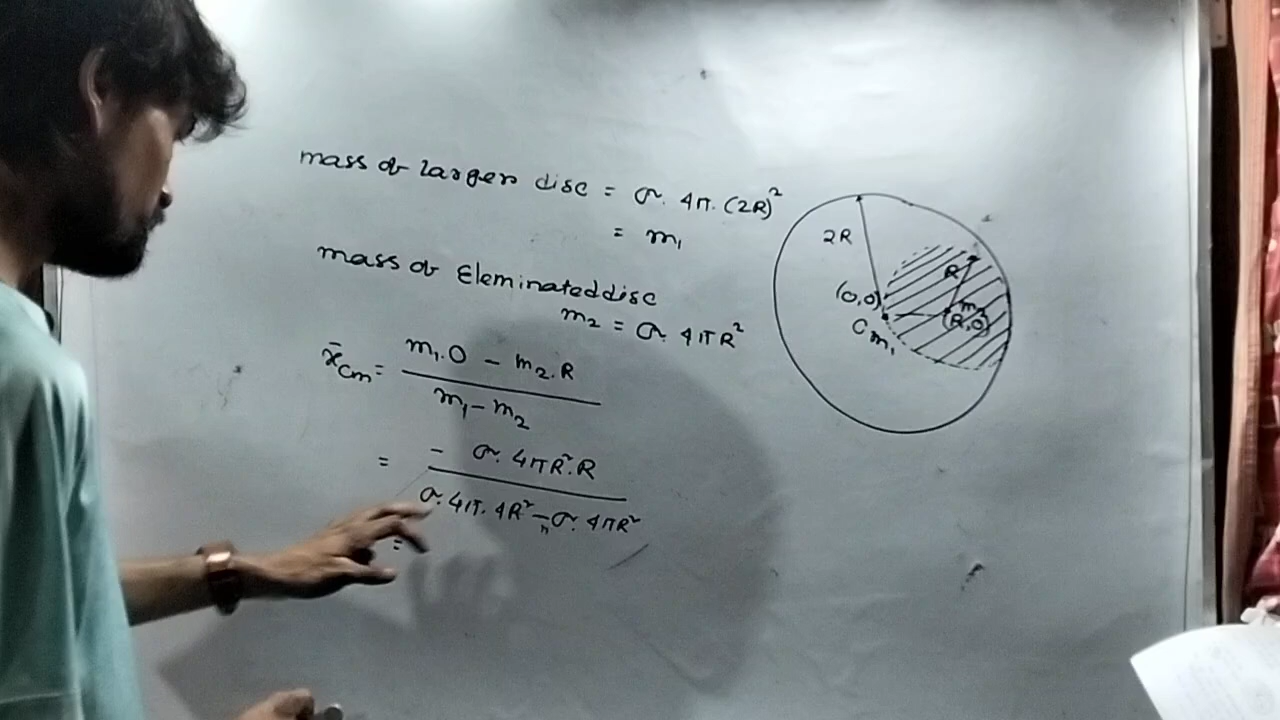 mass of larger disc = σ. 4π. (2R)²
= m₁
mass of Eleminated disc
m₂ = σ. 4πR²
x̄cm = m₁.0 − m₂.R
m₁ − m₂
= − σ. 4πR².R
σ. 4π. 4R² − σ. 4πR²
=
2R
R
(0,0)
m₂
(R,0)
C m₁